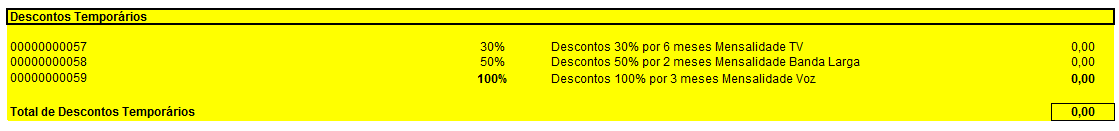 Descontos Temporários
00000000057 30% Descontos 30% por 6 meses Mensalidade TV 0,00
00000000058 50% Descontos 50% por 2 meses Mensalidade Banda Larga 0,00
00000000059 100% Descontos 100% por 3 meses Mensalidade Voz 0,00
Total de Descontos Temporários 0,00